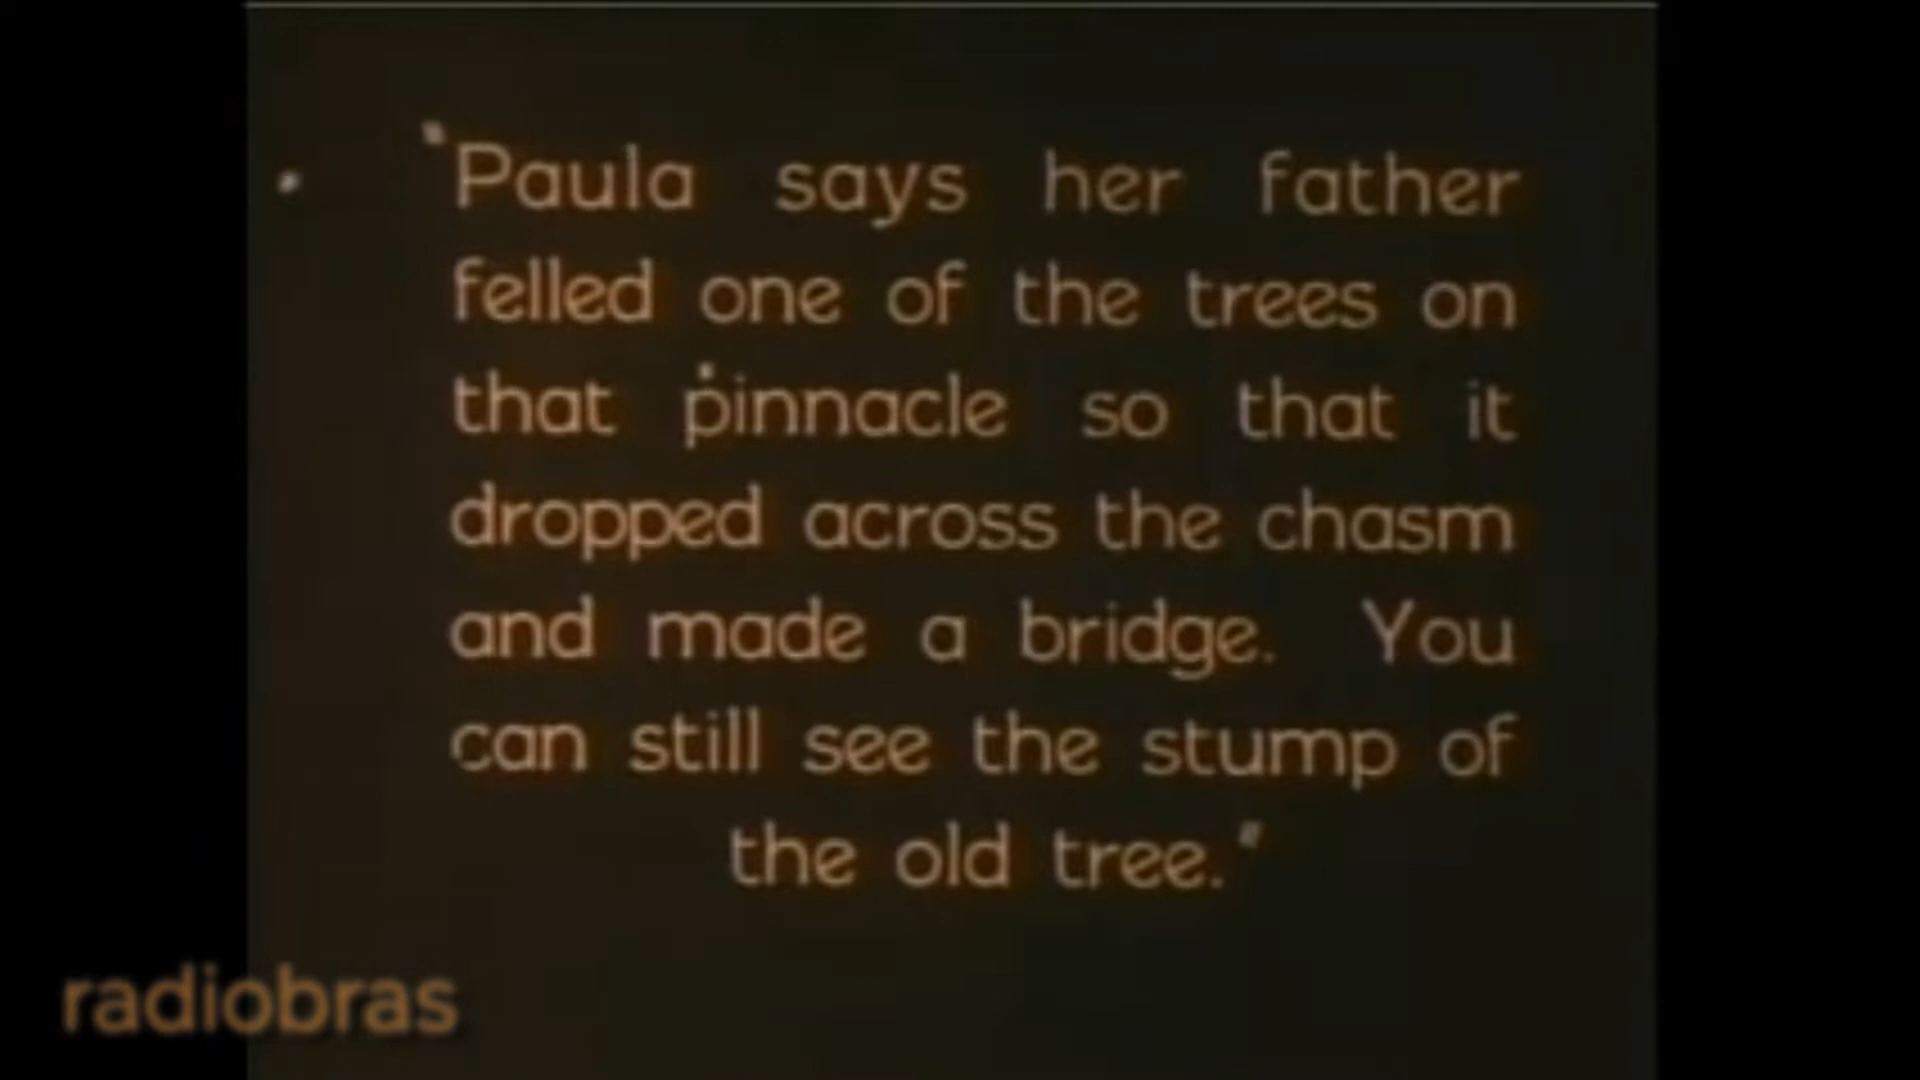 "Paula says her father
felled one of the trees on
that pinnacle so that it
dropped across the chasm
and made a bridge. You
can still see the stump of
the old tree."
radiobras